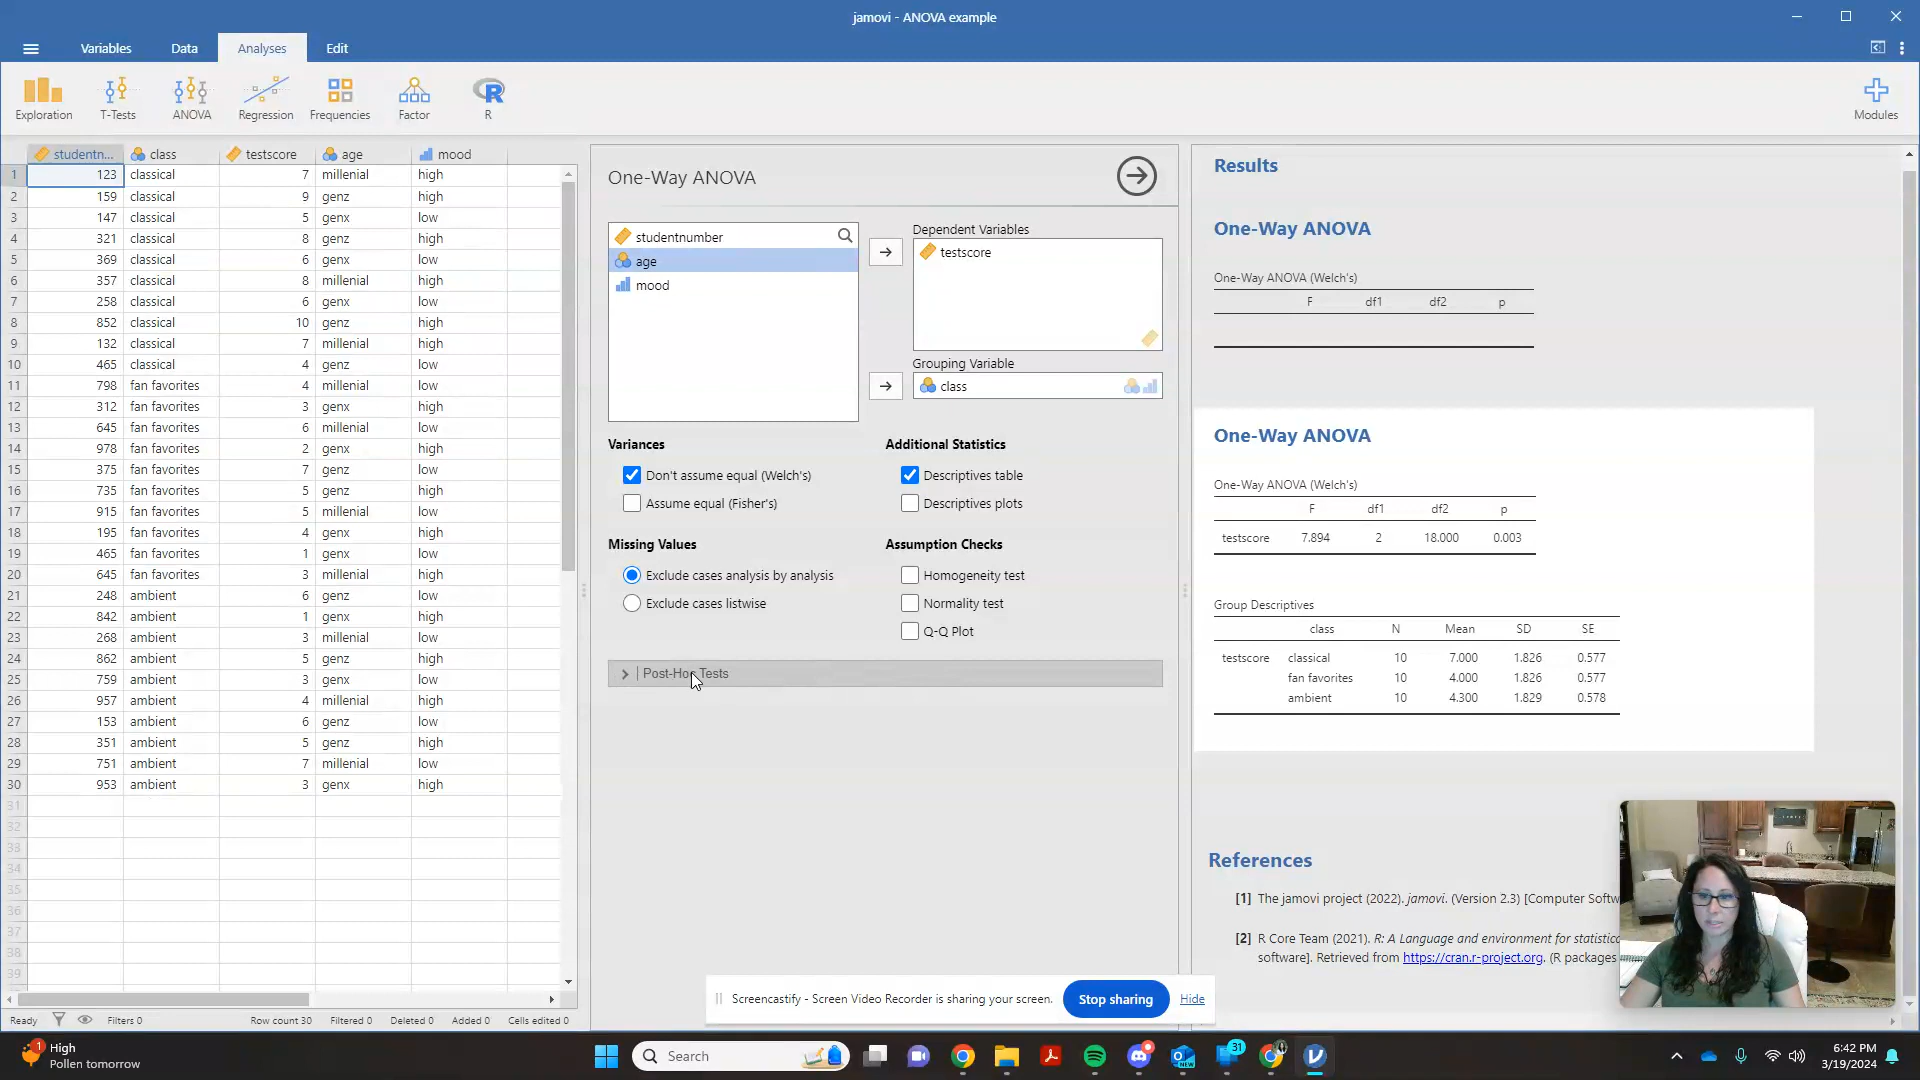 jamovi - ANOVA example
Variables Data Analyses Edit
Exploration T-Tests ANOVA Regression Frequencies Factor R Modules
studentn... class testscore age mood
1 123 classical 7 millenial high
2 159 classical 9 genz high
3 147 classical 5 genx low
4 321 classical 8 genz high
5 369 classical 6 genx low
6 357 classical 8 millenial high
7 258 classical 6 genx low
8 852 classical 10 genz high
9 132 classical 7 millenial high
10 465 classical 4 genz low
11 798 fan favorites 4 millenial low
12 312 fan favorites 3 genx high
13 645 fan favorites 6 millenial low
14 978 fan favorites 2 genx high
15 375 fan favorites 7 genz low
16 735 fan favorites 5 genz high
17 915 fan favorites 5 millenial low
18 195 fan favorites 4 genx high
19 465 fan favorites 1 genx low
20 645 fan favorites 3 millenial high
21 248 ambient 6 genz low
22 842 ambient 1 genx high
23 268 ambient 3 millenial low
24 862 ambient 5 genz high
25 759 ambient 3 genx low
26 957 ambient 4 millenial high
27 153 ambient 6 genz low
28 351 ambient 5 genz high
29 751 ambient 7 millenial low
30 953 ambient 3 genx high
31
32
33
34
35
36
37
38
39
Ready Filters 0 Row count 30 Filtered 0 Deleted 0 Added 0 Cells edited 0
One-Way ANOVA
studentnumber
age
mood
Dependent Variables
testscore
Grouping Variable
class
Variances
Don't assume equal (Welch's)
Assume equal (Fisher's)
Additional Statistics
Descriptives table
Descriptives plots
Missing Values
Exclude cases analysis by analysis
Exclude cases listwise
Assumption Checks
Homogeneity test
Normality test
Q-Q Plot
Post-Hoc Tests
Results
One-Way ANOVA
One-Way ANOVA (Welch's)
F df1 df2 p
One-Way ANOVA
One-Way ANOVA (Welch's)
F df1 df2 p
testscore 7.894 2 18.000 0.003
Group Descriptives
class N Mean SD SE
testscore classical 10 7.000 1.826 0.577
fan favorites 10 4.000 1.826 0.577
ambient 10 4.300 1.829 0.578
References
[1] The jamovi project (2022). jamovi. (Version 2.3) [Computer Softw
[2] R Core Team (2021). R: A Language and environment for statistic
software]. Retrieved from https://cran.r-project.org. (R packages
Screencastify - Screen Video Recorder is sharing your screen. Stop sharing Hide
1 High
Pollen tomorrow
Search
NEW
31
6:42 PM
3/19/2024